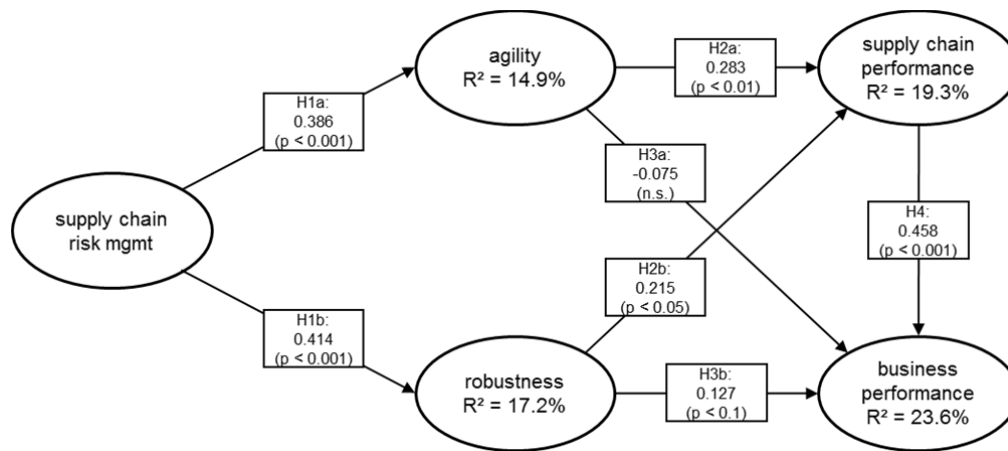 supply chain
risk mgmt
H1a:
0.386
(p < 0.001)
H1b:
0.414
(p < 0.001)
agility
R² = 14.9%
robustness
R² = 17.2%
H2a:
0.283
(p < 0.01)
H3a:
-0.075
(n.s.)
H2b:
0.215
(p < 0.05)
H3b:
0.127
(p < 0.1)
supply chain
performance
R² = 19.3%
H4:
0.458
(p < 0.001)
business
performance
R² = 23.6%